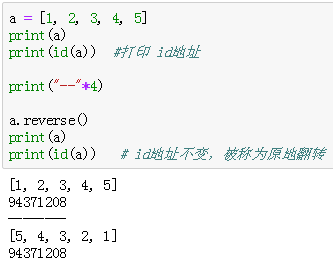 a = [1, 2, 3, 4, 5]
print(a)
print(id(a))  #打印 id地址
print("--"*4)
a.reverse()
print(a)
print(id(a))   # id地址不变，被称为原地翻转
[1, 2, 3, 4, 5]
94371208
--------
[5, 4, 3, 2, 1]
94371208